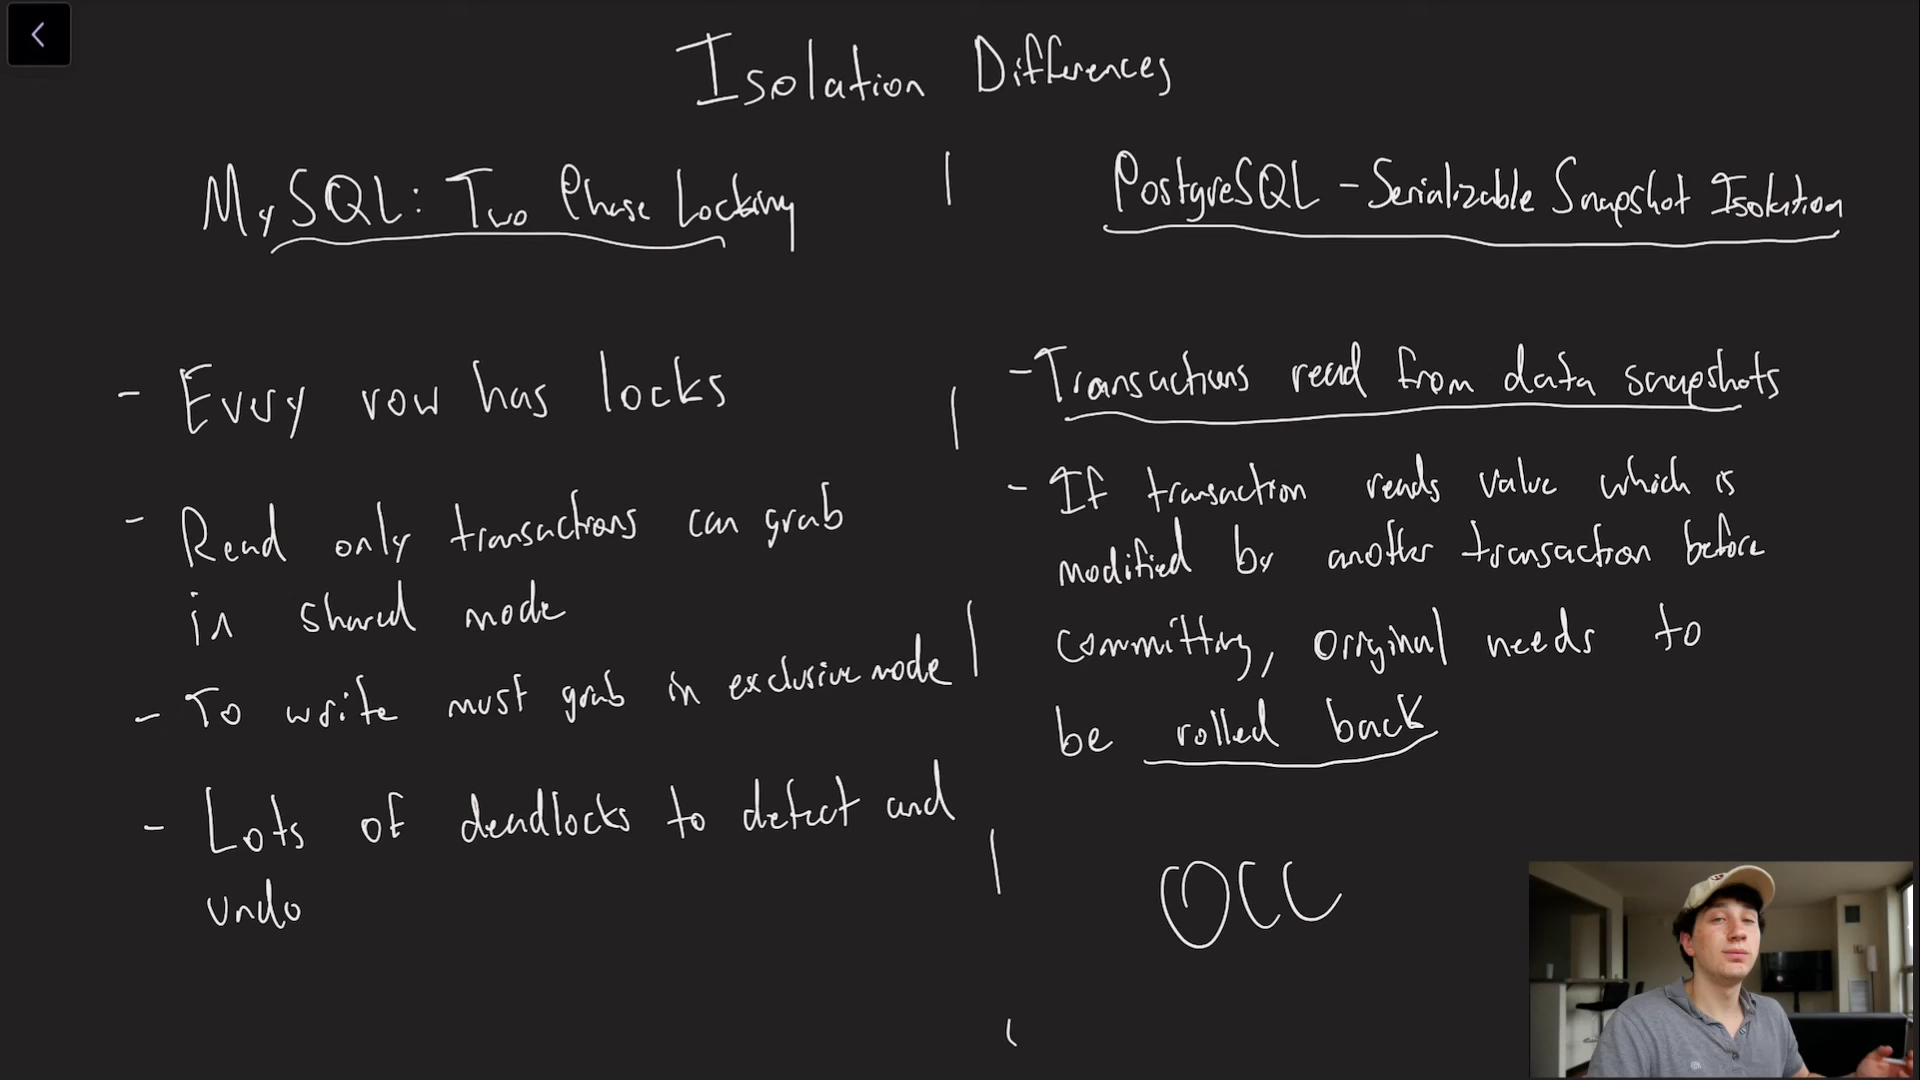 Isolation Differences
MySQL: Two Phase Locking
- Every row has locks
- Read only transactions can grab
in shared mode
- To write must grab in exclusive mode
- Lots of deadlocks to detect and
undo
PostgreSQL - Serializable Snapshot Isolation
- Transactions read from data snapshots
- If transaction reads value which is
modified by another transaction before
committing, original needs to
be rolled back
OCC